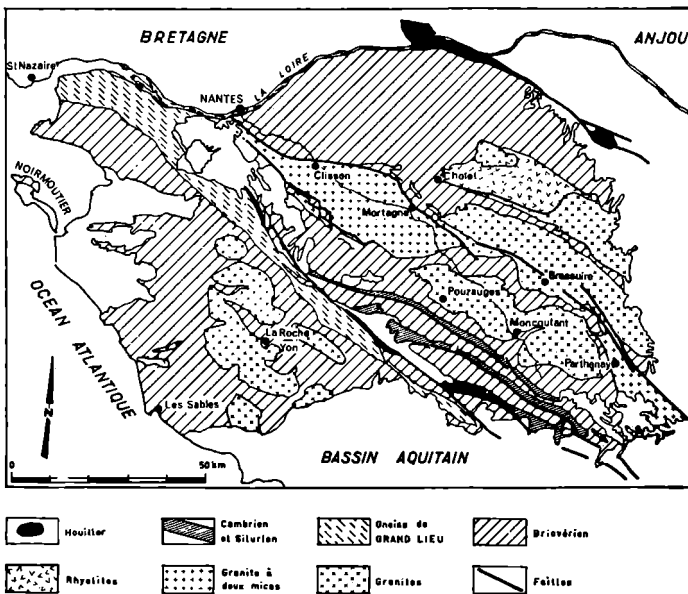 BRETAGNE
ANJOU
St Nazaire
LA LOIRE
NANTES
NOIRMOUTIER
Clisson
Cholet
Mortagne
Bressuire
Pouzauges
Moncoutant
La Roche
Yon
Parthenay
OCEAN ATLANTIQUE
Les Sables
N
0
50 km
BASSIN AQUITAIN
Houiller
Cambrien
et Silurien
Gneiss de
GRAND LIEU
Briovérien
Rhyolites
Granite à
deux micas
Granites
Failles